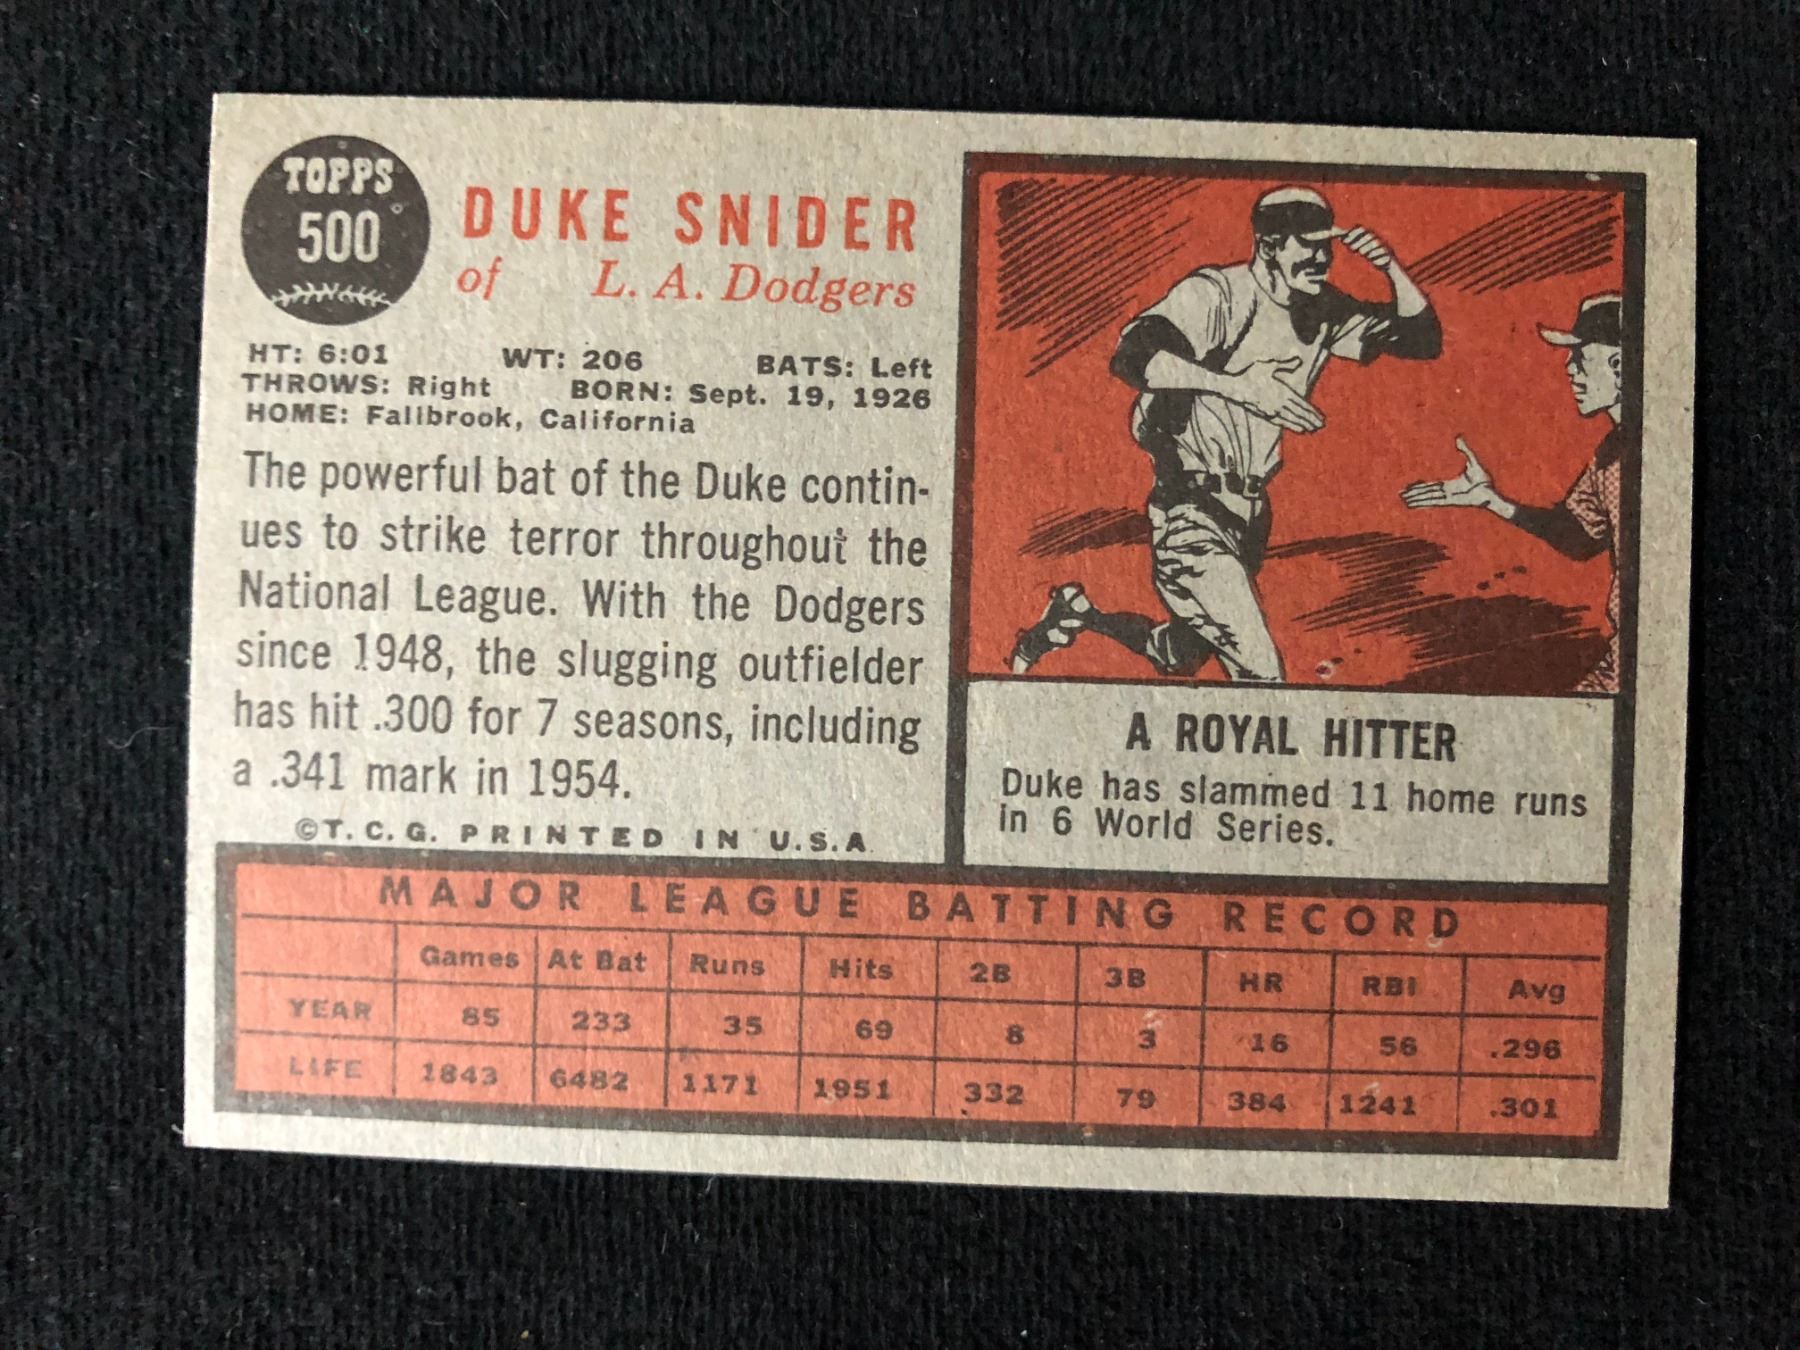 TOPPS
500
DUKE SNIDER
of L. A. Dodgers
HT: 6:01 WT: 206 BATS: Left
THROWS: Right BORN: Sept. 19, 1926
HOME: Fallbrook, California
The powerful bat of the Duke contin-
ues to strike terror throughout the
National League. With the Dodgers
since 1948, the slugging outfielder
has hit .300 for 7 seasons, including
a .341 mark in 1954.
©T. C. G. PRINTED IN U.S.A.
A ROYAL HITTER
Duke has slammed 11 home runs
in 6 World Series.
MAJOR LEAGUE BATTING RECORD
Games At Bat Runs Hits 2B 3B HR RBI Avg
YEAR 85 233 35 69 8 3 16 56 .296
LIFE 1843 6482 1171 1951 332 79 384 1241 .301